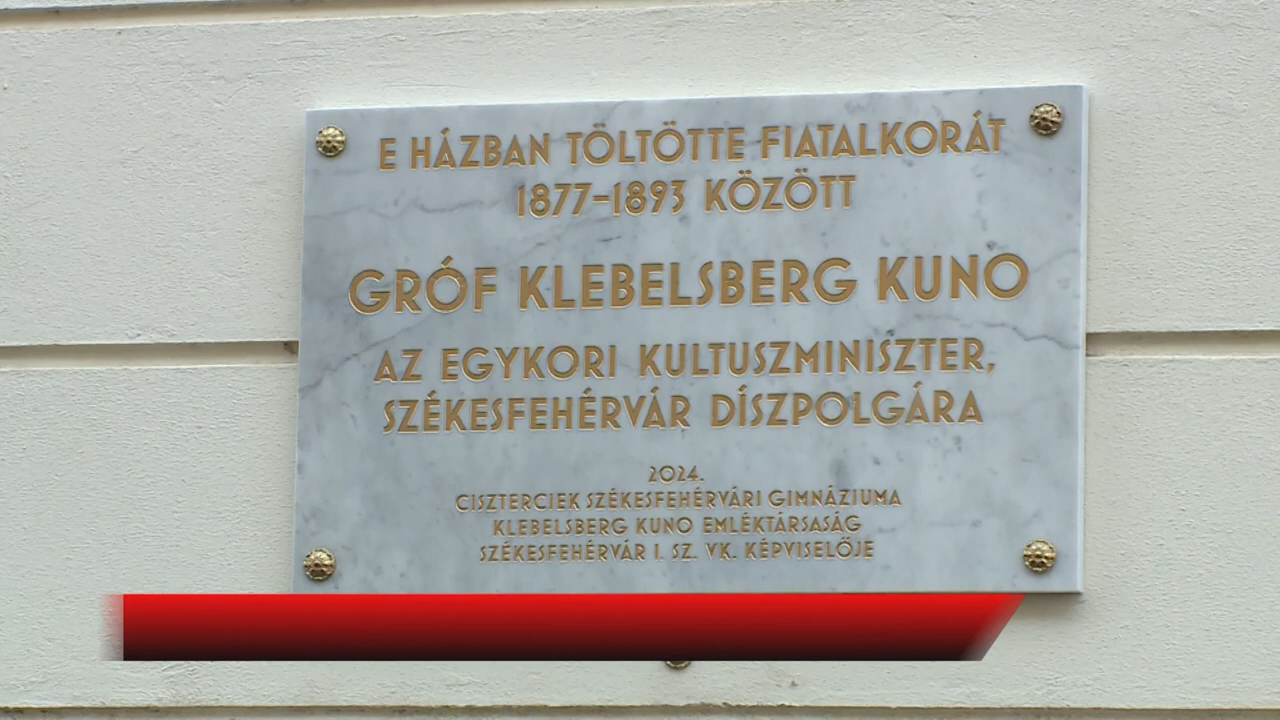 E HÁZBAN TÖLTÖTTE FIATALKORÁT
1877-1893 KÖZÖTT
GRÓF KLEBELSBERG KUNO
AZ EGYKORI KULTUSZMINISZTER,
SZÉKESFEHÉRVÁR DÍSZPOLGÁRA
2024.
CISZTERCIEK SZÉKESFEHÉRVÁRI GIMNÁZIUMA
KLEBELSBERG KUNO EMLÉKTÁRSASÁG
SZÉKESFEHÉRVÁR I. SZ. VK. KÉPVISELŐJE